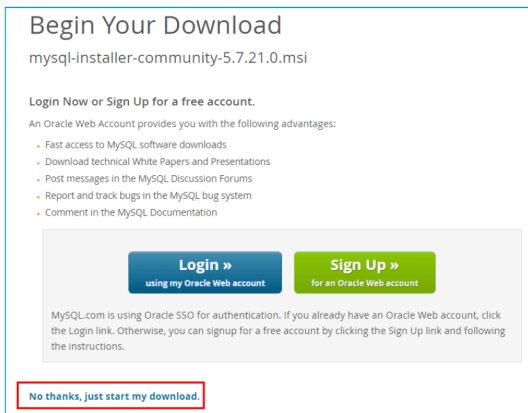 Begin Your Download
mysql-installer-community-5.7.21.0.msi
Login Now or Sign Up for a free account.
An Oracle Web Account provides you with the following advantages:
• Fast access to MySQL software downloads
• Download technical White Papers and Presentations
• Post messages in the MySQL Discussion Forums
• Report and track bugs in the MySQL bug system
• Comment in the MySQL Documentation
Login »
using my Oracle Web account
Sign Up »
for an Oracle Web account
MySQL.com is using Oracle SSO for authentication. If you already have an Oracle Web account, click
the Login link. Otherwise, you can signup for a free account by clicking the Sign Up link and following
the instructions.
No thanks, just start my download.